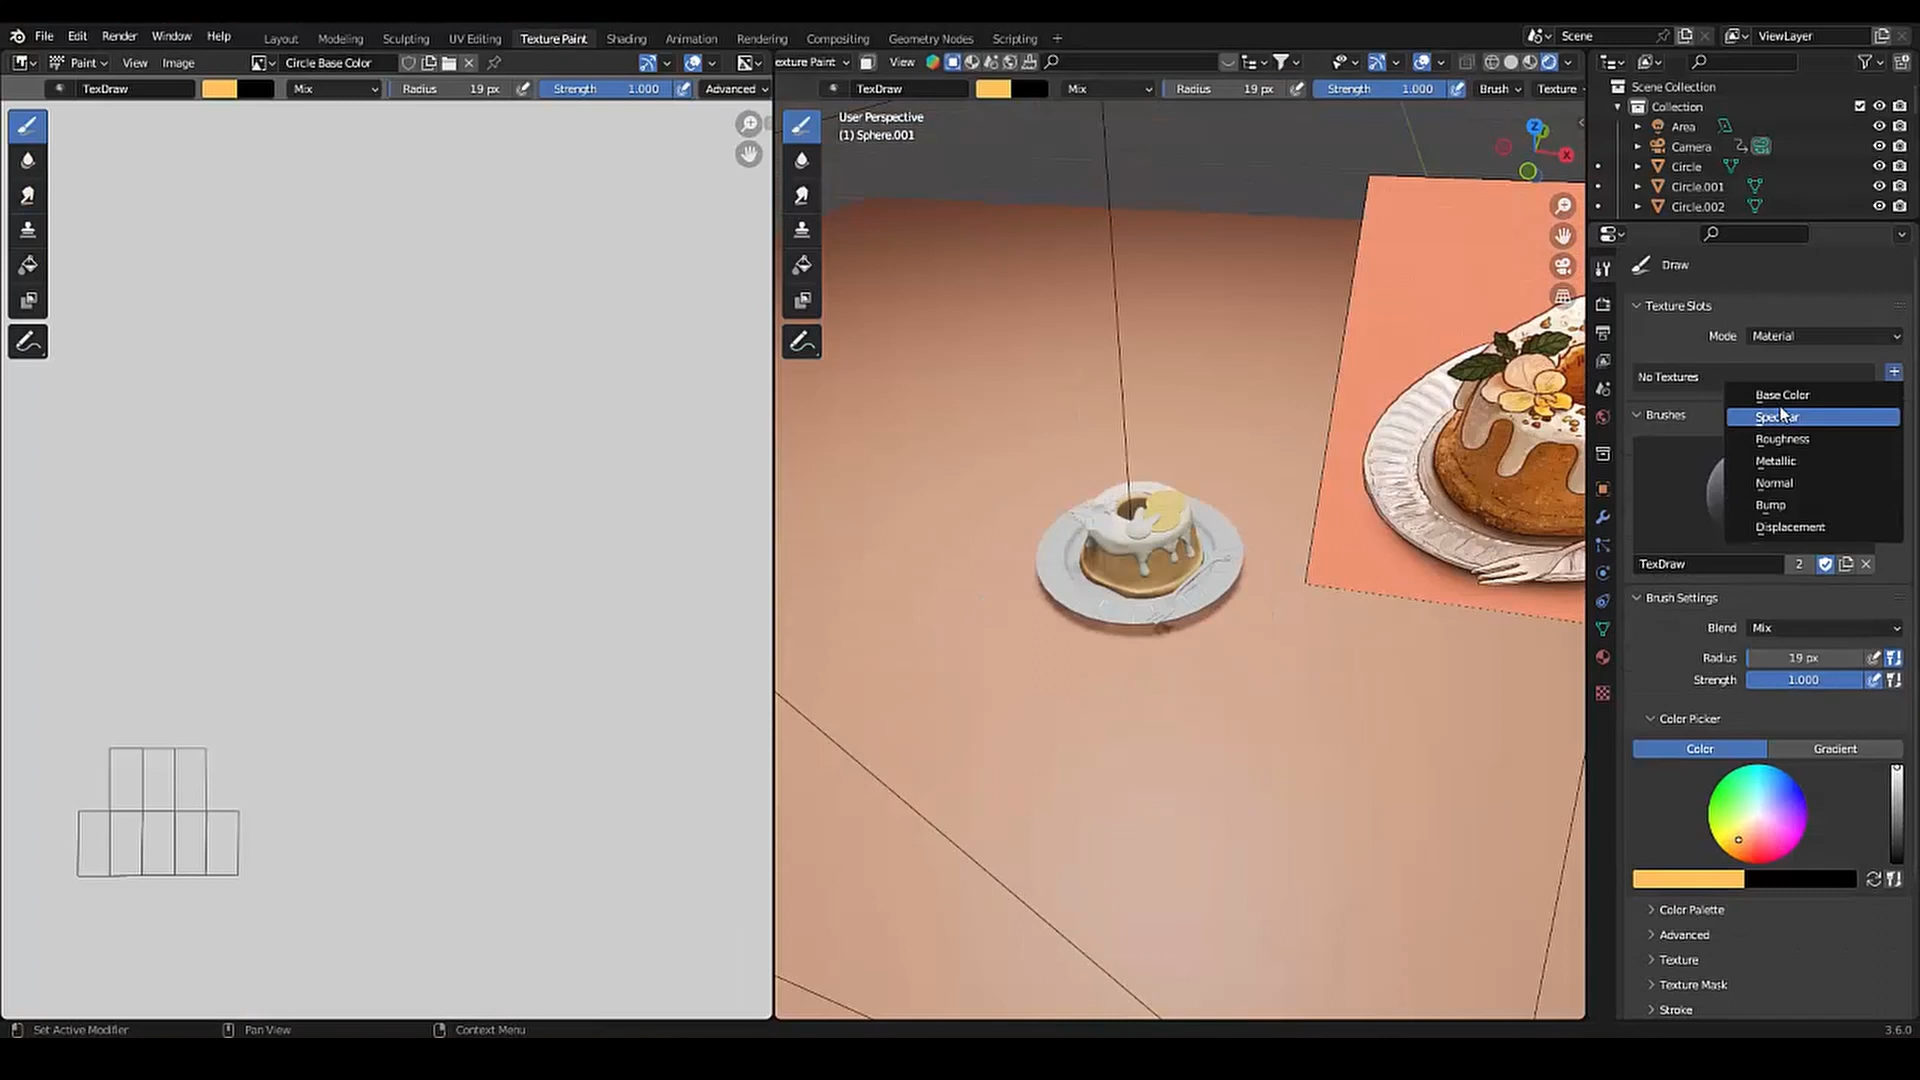 File Edit Render Window Help Layout Modeling Sculpting UV Editing Texture Paint Shading Animation Rendering Compositing Geometry Nodes Scripting + Scene ViewLayer
Paint View Image Circle Base Color
TexDraw Mix Radius 19 px Strength 1.000 Advanced
exture Paint View
TexDraw Mix Radius 19 px Strength 1.000 Brush Texture
User Perspective
(1) Sphere.001
Z
X
Scene Collection
Collection
Area
Camera
Circle
Circle.001
Circle.002
Draw
Texture Slots
Mode Material
No Textures
Base Color
Roughness
Metallic
Normal
Bump
Displacement
Brushes
TexDraw 2
Brush Settings
Blend Mix
Radius 19 px
Strength 1.000
Color Picker
Color Gradient
Color Palette
Advanced
Texture
Texture Mask
Stroke
Set Active Modifier Pan View Context Menu 3.6.0